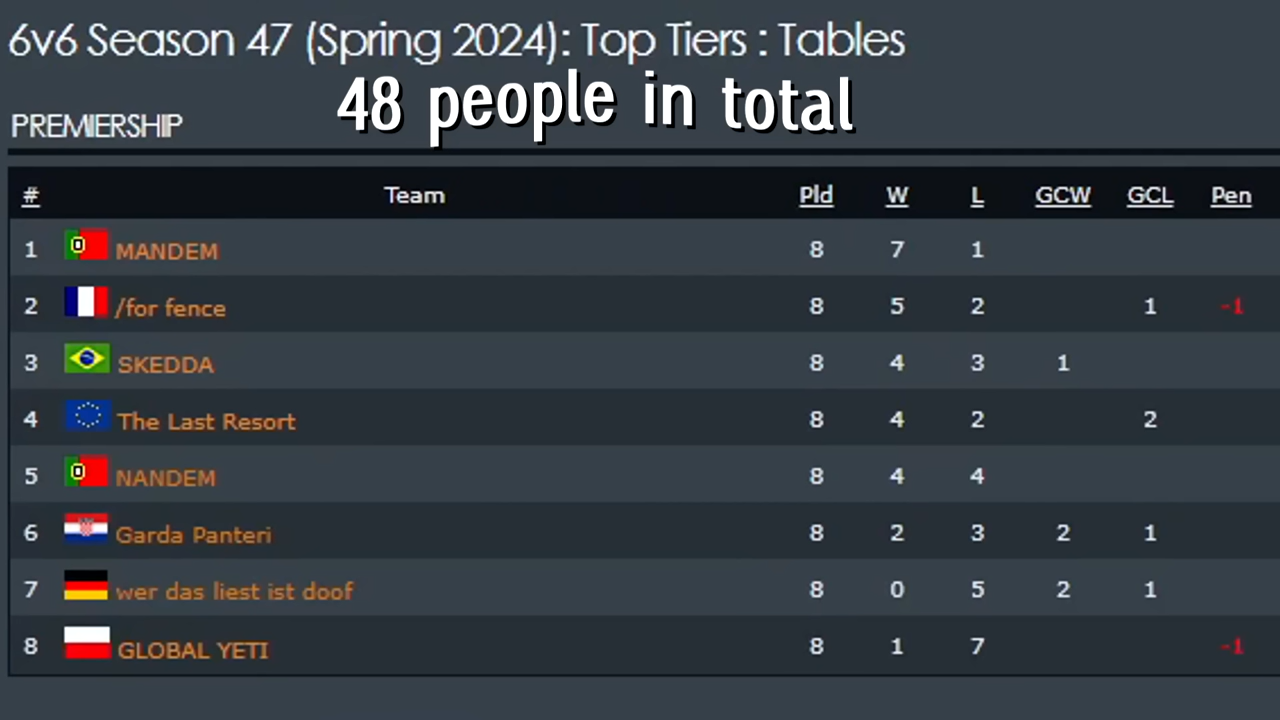 6v6 Season 47 (Spring 2024): Top Tiers : Tables
48 people in total
PREMIERSHIP
# Team Pld W L GCW GCL Pen
1 MANDEM 8 7 1
2 /for fence 8 5 2 1 -1
3 SKEDDA 8 4 3 1
4 The Last Resort 8 4 2 2
5 NANDEM 8 4 4
6 Garda Panteri 8 2 3 2 1
7 wer das liest ist doof 8 0 5 2 1
8 GLOBAL YETI 8 1 7 -1